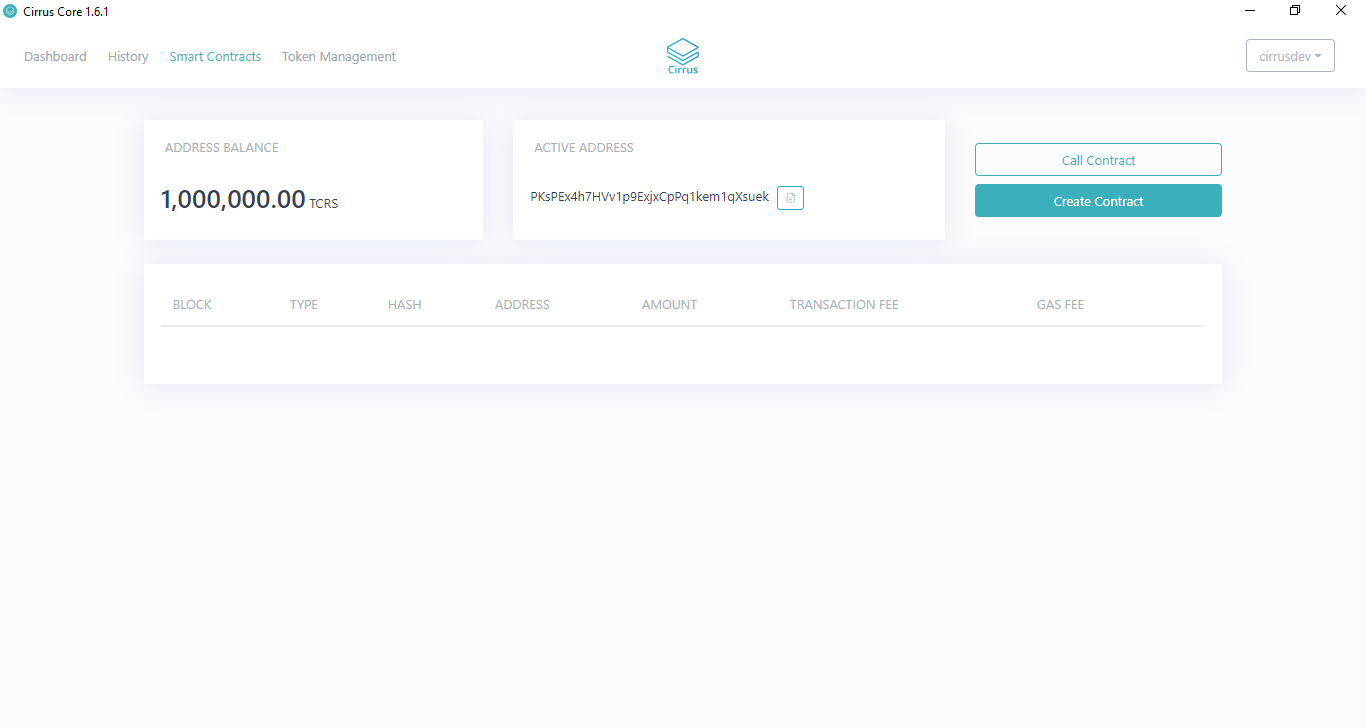 Cirrus Core 1.6.1
Dashboard History Smart Contracts Token Management
Cirrus
cirrusdev
ADDRESS BALANCE
1,000,000.00 TCRS
ACTIVE ADDRESS
PKsPEx4h7HVv1p9ExjxCpPq1kem1qXsuek
Call Contract
Create Contract
BLOCK TYPE HASH ADDRESS AMOUNT TRANSACTION FEE GAS FEE